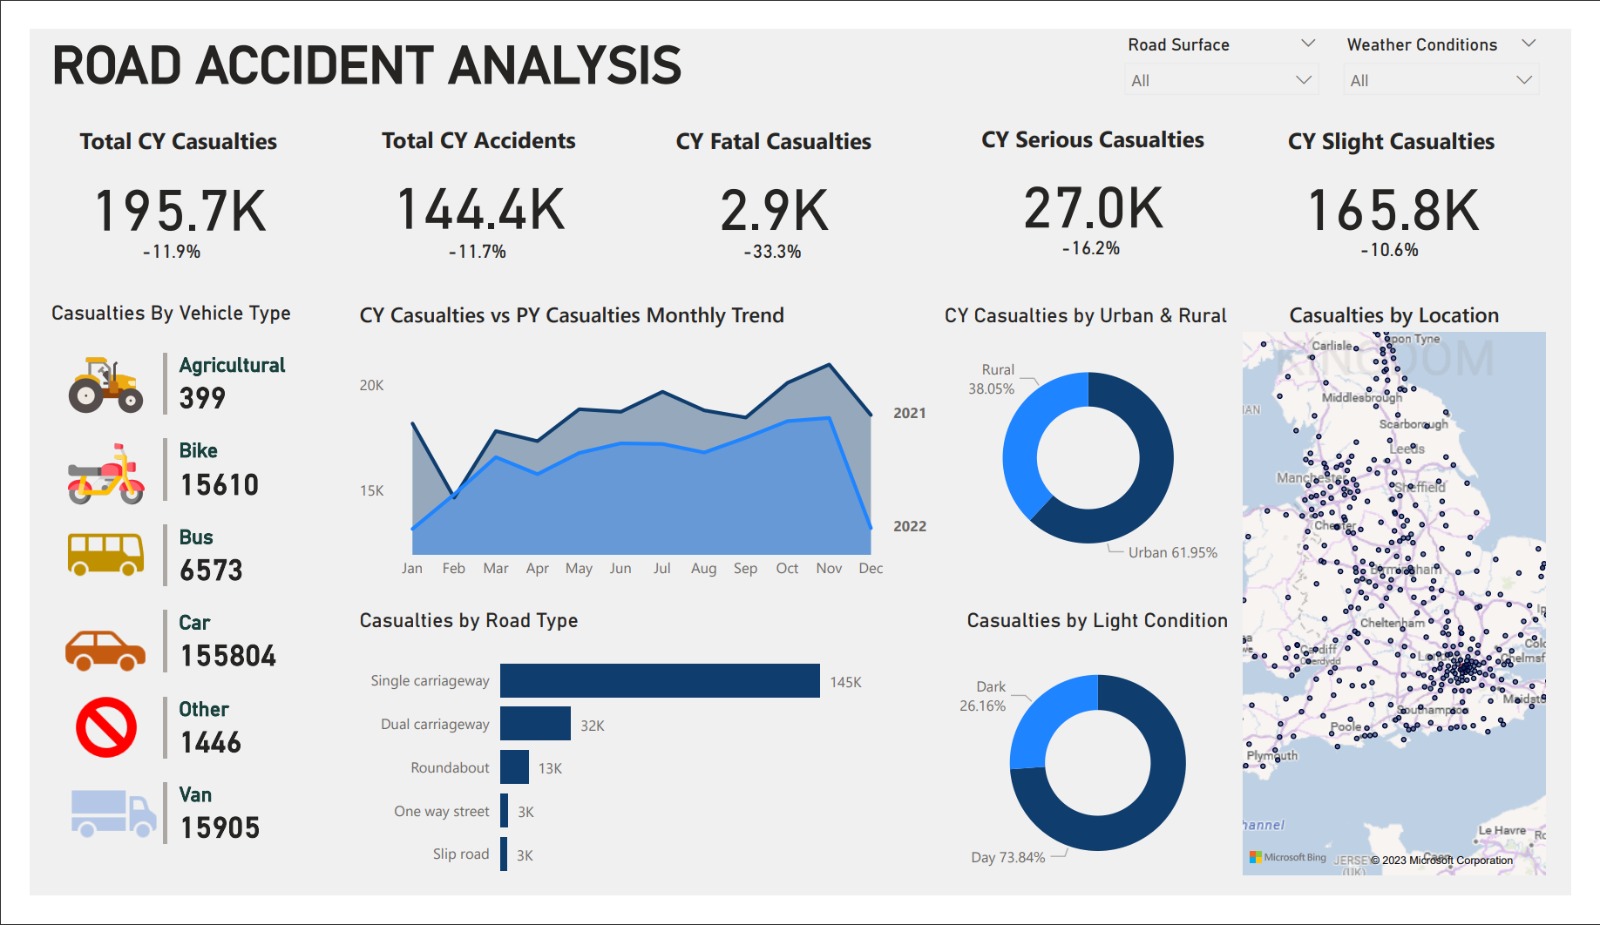 ROAD ACCIDENT ANALYSIS
Road Surface
All
Weather Conditions
All
Total CY Casualties
195.7K
-11.9%
Total CY Accidents
144.4K
-11.7%
CY Fatal Casualties
2.9K
-33.3%
CY Serious Casualties
27.0K
-16.2%
CY Slight Casualties
165.8K
-10.6%
Casualties By Vehicle Type
Agricultural
399
Bike
15610
Bus
6573
Car
155804
Other
1446
Van
15905
CY Casualties vs PY Casualties Monthly Trend
20K
15K
2021
2022
Jan Feb Mar Apr May Jun Jul Aug Sep Oct Nov Dec
Casualties by Road Type
Single carriageway 145K
Dual carriageway 32K
Roundabout 13K
One way street 3K
Slip road 3K
CY Casualties by Urban & Rural
Rural
38.05%
Urban 61.95%
Casualties by Light Condition
Dark
26.16%
Day 73.84%
Casualties by Location
Carlisle
pon Tyne
KINGDOM
Middlesbrough
Scarborough
Leeds
Manchester
Sheffield
Chester
Birmingham
Cheltenham
Cardiff
Chelmsf
Southampton
Maidsto
Poole
Plymouth
hannel
Le Havre
Microsoft Bing
JERSEY
(UK)
© 2023 Microsoft Corporation